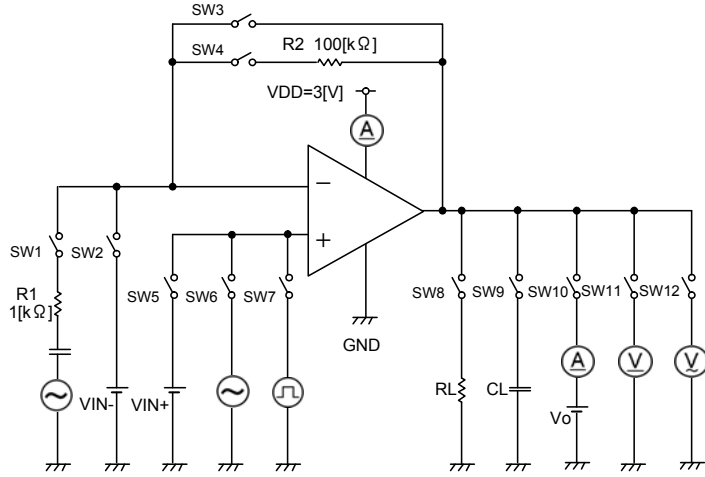 SW3
R2 100[kΩ]
SW4
VDD=3[V]
A
−
+
SW1
SW2
R1
1[kΩ]
SW5
SW6
SW7
SW8
SW9
SW10
SW11
SW12
GND
A
V
V
VIN-
VIN+
RL
CL
Vo